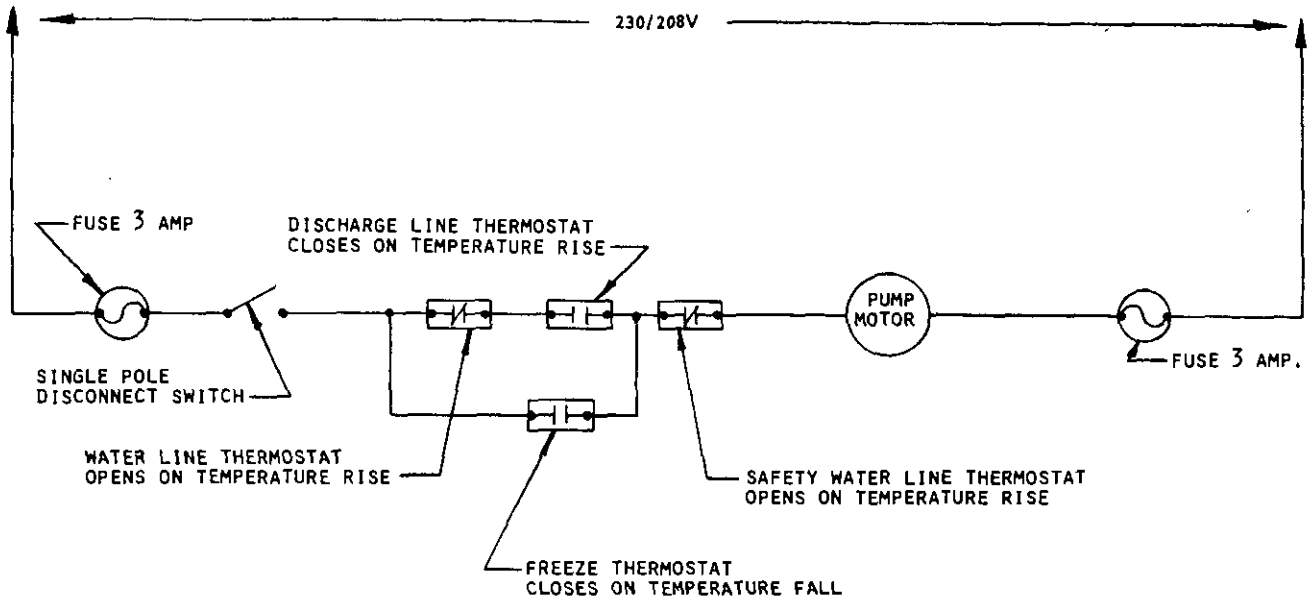 230/208V
FUSE 3 AMP
DISCHARGE LINE THERMOSTAT
CLOSES ON TEMPERATURE RISE
PUMP
MOTOR
FUSE 3 AMP.
SINGLE POLE
DISCONNECT SWITCH
WATER LINE THERMOSTAT
OPENS ON TEMPERATURE RISE
SAFETY WATER LINE THERMOSTAT
OPENS ON TEMPERATURE RISE
FREEZE THERMOSTAT
CLOSES ON TEMPERATURE FALL